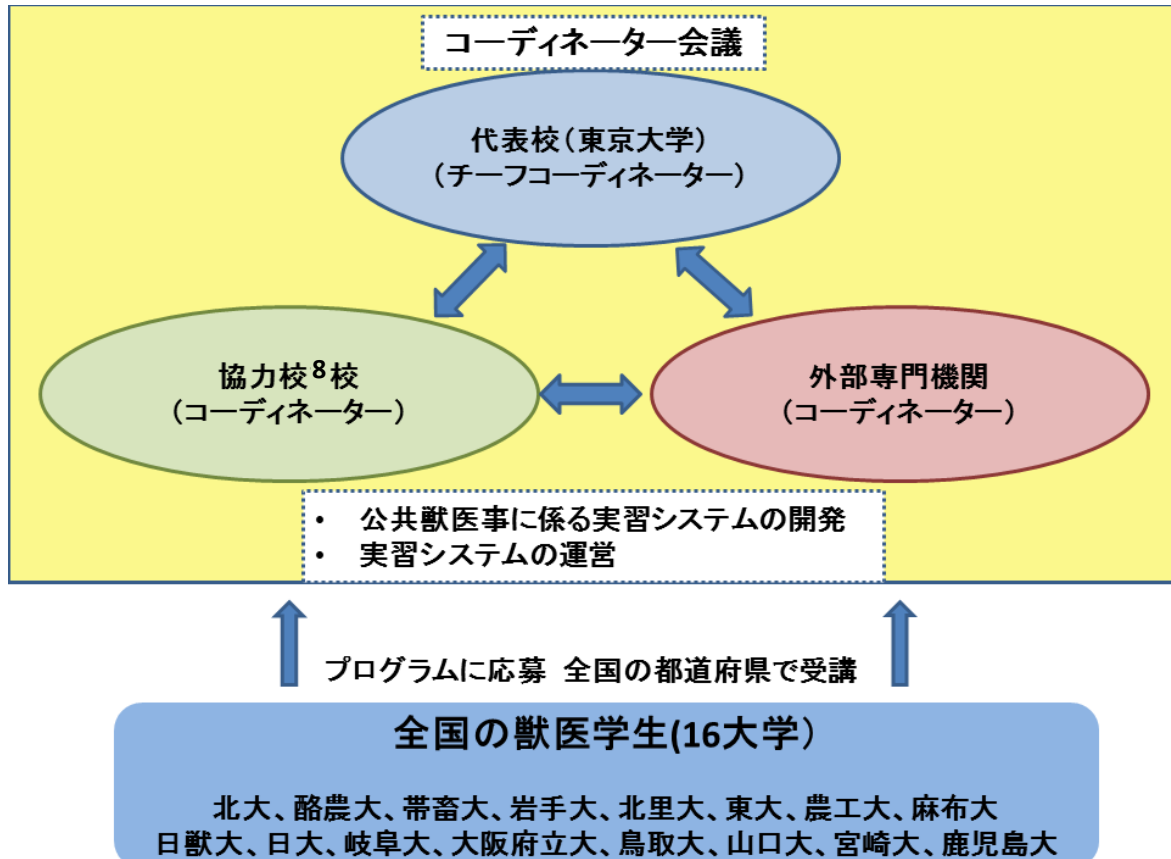 コーディネーター会議
代表校（東京大学）
（チーフコーディネーター）
協力校8校
（コーディネーター）
外部専門機関
（コーディネーター）
• 公共獣医事に係る実習システムの開発
• 実習システムの運営
プログラムに応募 全国の都道府県で受講
全国の獣医学生(16大学）
北大、酪農大、帯畜大、岩手大、北里大、東大、農工大、麻布大
日獣大、日大、岐阜大、大阪府立大、鳥取大、山口大、宮崎大、鹿児島大